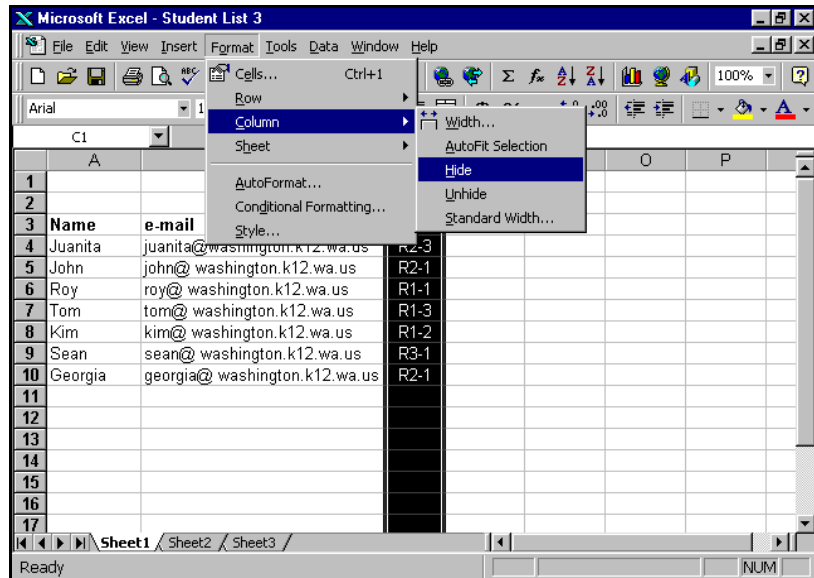 Microsoft Excel - Student List 3
File Edit View Insert Format Tools Data Window Help
100%
Arial
C1
Cells... Ctrl+1
Row
Column
Sheet
AutoFormat...
Conditional Formatting...
Style...
Width...
AutoFit Selection
Hide
Unhide
Standard Width...
A O P
1
2
3 Name e-mail
4 Juanita juanita@washington.k12.wa.us R2-3
5 John john@ washington.k12.wa.us R2-1
6 Roy roy@ washington.k12.wa.us R1-1
7 Tom tom@ washington.k12.wa.us R1-3
8 Kim kim@ washington.k12.wa.us R1-2
9 Sean sean@ washington.k12.wa.us R3-1
10 Georgia georgia@ washington.k12.wa.us R2-1
11
12
13
14
15
16
17
Sheet1 Sheet2 Sheet3
Ready NUM